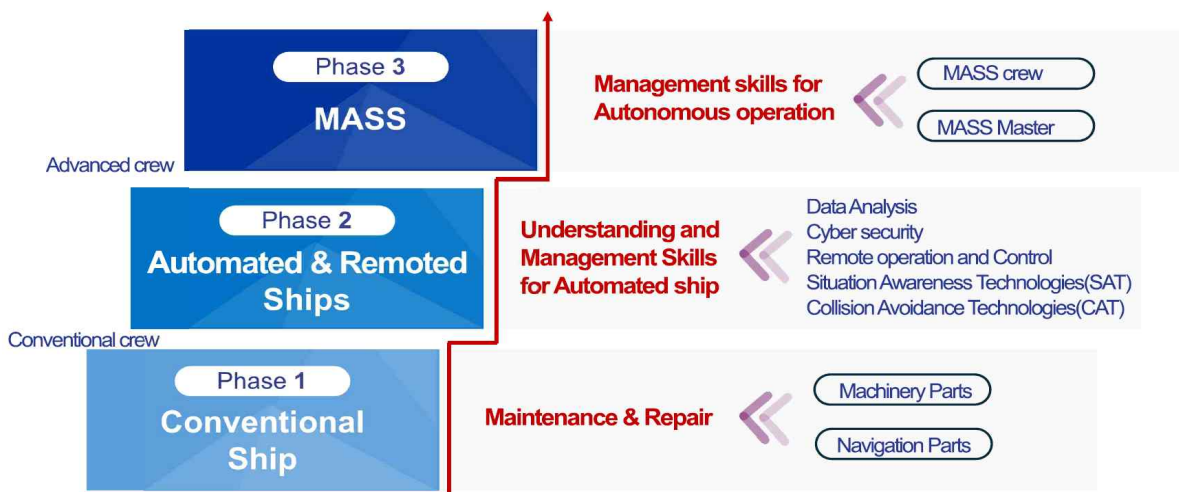 Phase 3
MASS
Management skills for
Autonomous operation
MASS crew
MASS Master
Advanced crew
Phase 2
Automated & Remoted
Ships
Understanding and
Management Skills
for Automated ship
Data Analysis
Cyber security
Remote operation and Control
Situation Awareness Technologies(SAT)
Collision Avoidance Technologies(CAT)
Conventional crew
Phase 1
Conventional
Ship
Maintenance & Repair
Machinery Parts
Navigation Parts